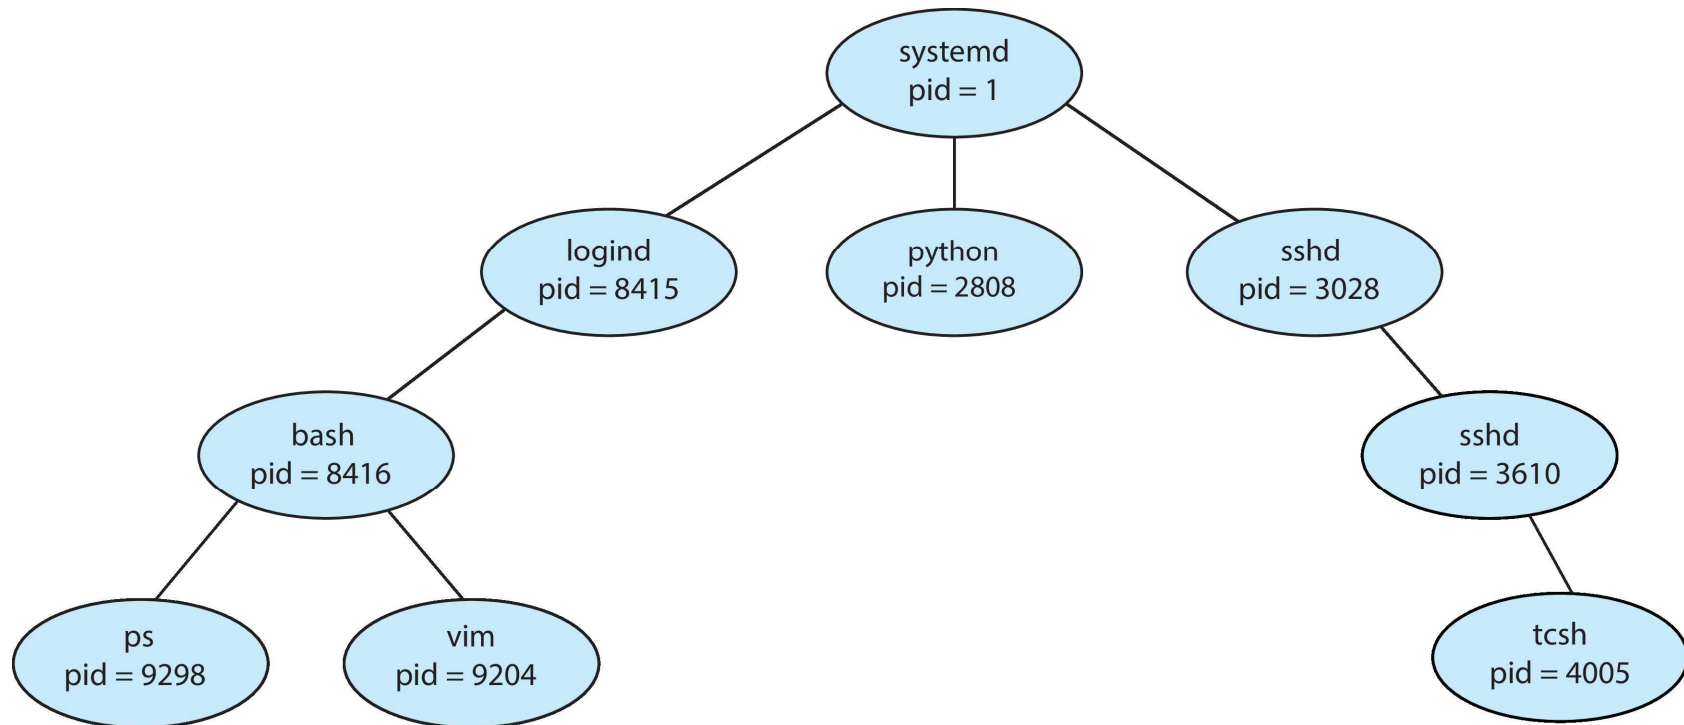 systemd
pid = 1
logind
pid = 8415
python
pid = 2808
sshd
pid = 3028
bash
pid = 8416
sshd
pid = 3610
ps
pid = 9298
vim
pid = 9204
tcsh
pid = 4005